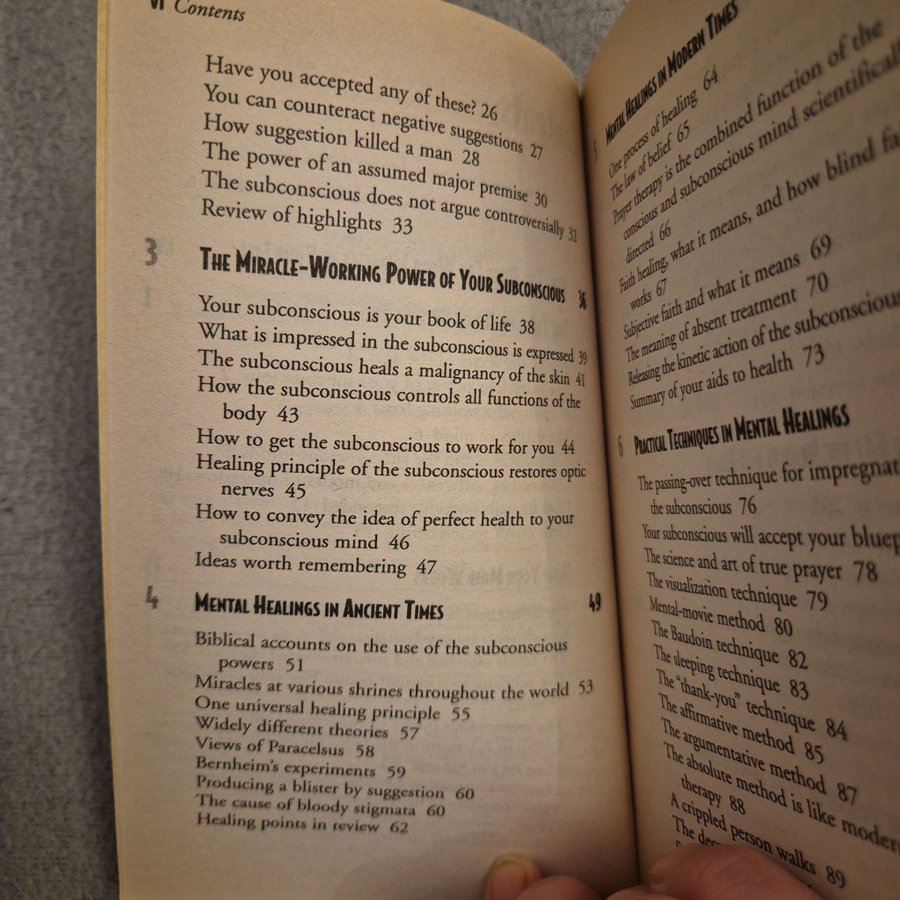 VI Contents
Have you accepted any of these? 26
You can counteract negative suggestions 27
How suggestion killed a man 28
The power of an assumed major premise 30
The subconscious does not argue controversially 32
Review of highlights 33
3 The Miracle-Working Power of Your Subconscious 36
Your subconscious is your book of life 38
What is impressed in the subconscious is expressed 39
The subconscious heals a malignancy of the skin 41
How the subconscious controls all functions of the
body 43
How to get the subconscious to work for you 44
Healing principle of the subconscious restores optic
nerves 45
How to convey the idea of perfect health to your
subconscious mind 46
Ideas worth remembering 47
4 Mental Healings in Ancient Times 49
Biblical accounts on the use of the subconscious
powers 51
Miracles at various shrines throughout the world 53
One universal healing principle 55
Widely different theories 57
Views of Paracelsus 58
Bernheim's experiments 59
Producing a blister by suggestion 60
The cause of bloody stigmata 60
Healing points in review 62
5 Mental Healings in Modern Times
One process of healing 64
The law of belief 65
Prayer therapy is the combined function of the
conscious and subconscious mind scientificall
directed 66
Faith healing, what it means, and how blind fa
works 67
Subjective faith and what it means 69
The meaning of absent treatment 70
Releasing the kinetic action of the subconscious
Summary of your aids to health 73
6 Practical Techniques in Mental Healings
The passing-over technique for impregnat
the subconscious 76
Your subconscious will accept your bluep
The science and art of true prayer 78
The visualization technique 79
Mental-movie method 80
The Baudoin technique 82
The sleeping technique 83
The "thank-you" technique 84
The affirmative method 85
The argumentative method 87
The absolute method is like modern
therapy 88
A crippled person walks 89
The